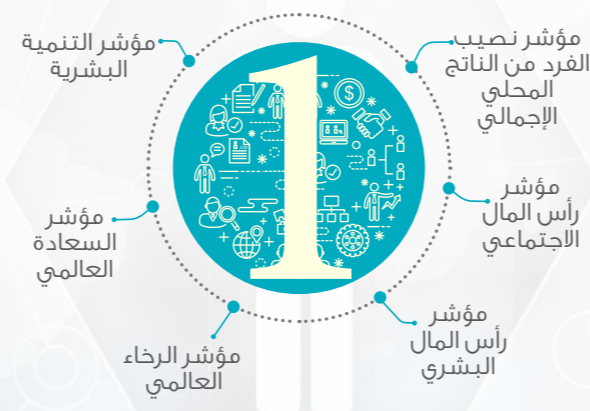 مؤشر نصيب
الفرد من الناتج
المحلي
الإجمالي
مؤشر
رأس المال
الاجتماعي
مؤشر
رأس المال
البشري
مؤشر الرخاء
العالمي
مؤشر
السعادة
العالمي
مؤشر التنمية
البشرية
1